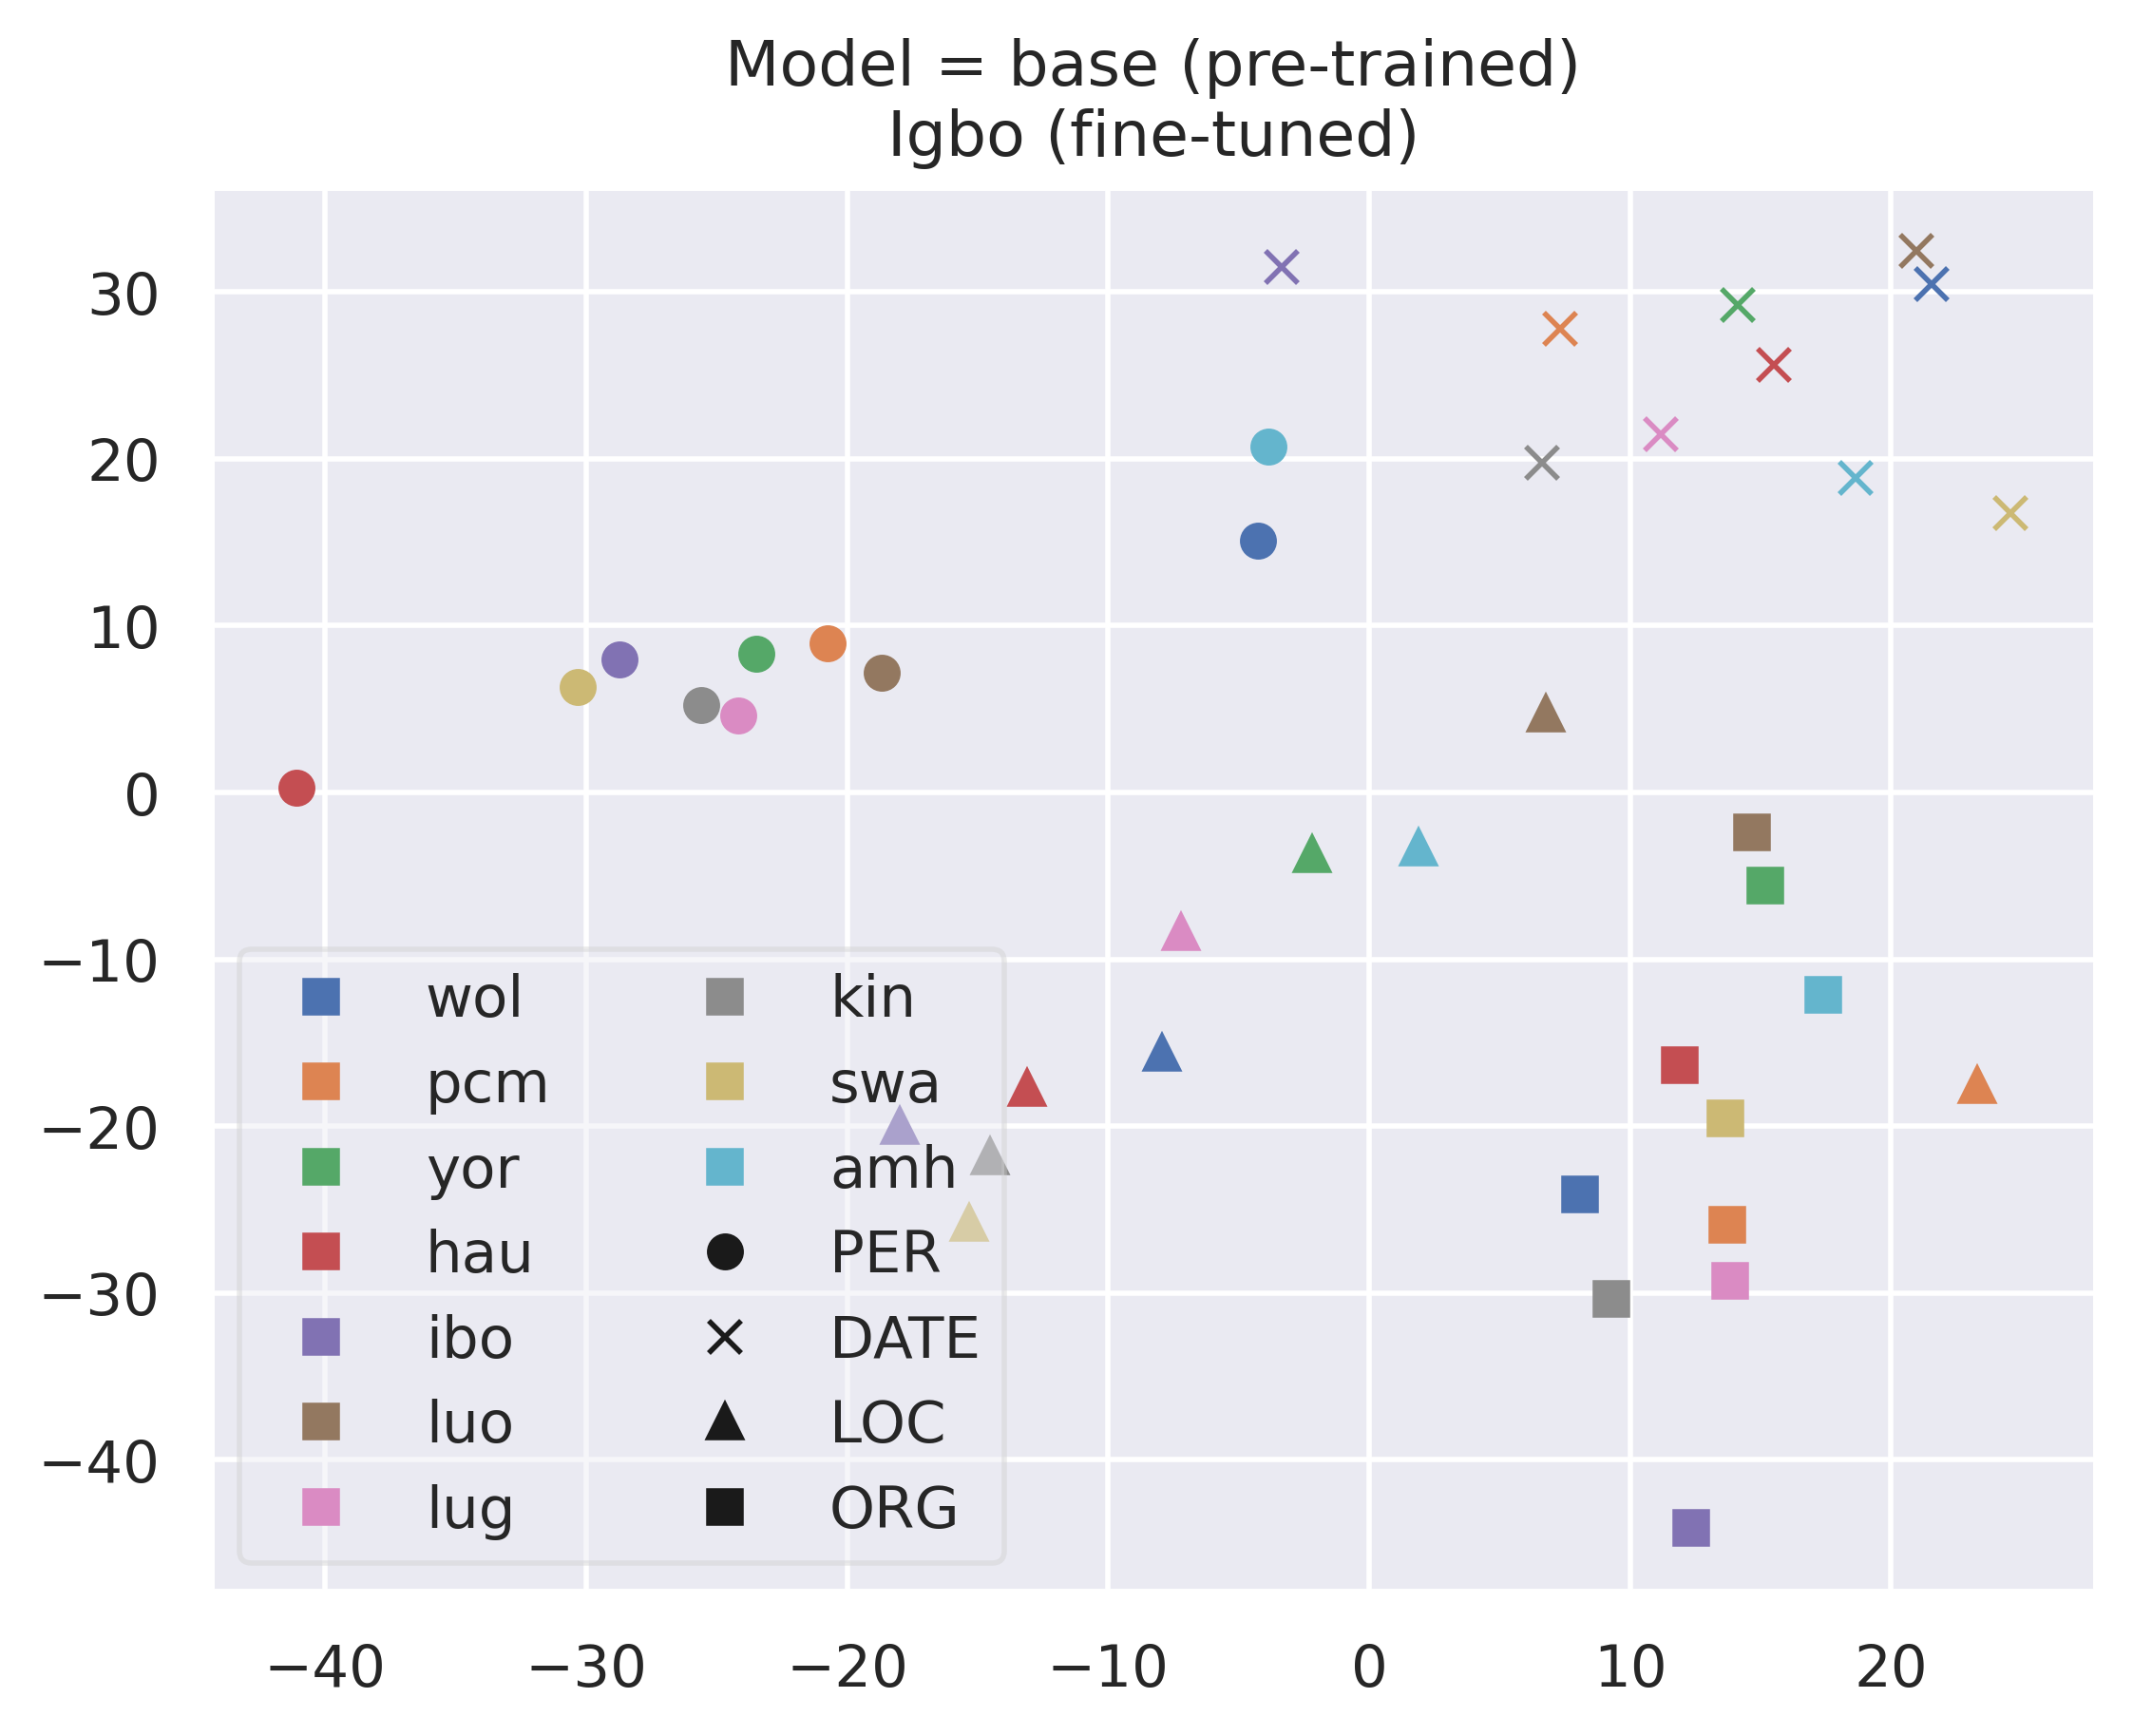 Model = base (pre-trained)
Igbo (fine-tuned)
30
20
10
0
−10
−20
−30
−40
wol
pcm
yor
hau
ibo
luo
lug
kin
swa
amh
PER
DATE
LOC
ORG
−40 −30 −20 −10 0 10 20